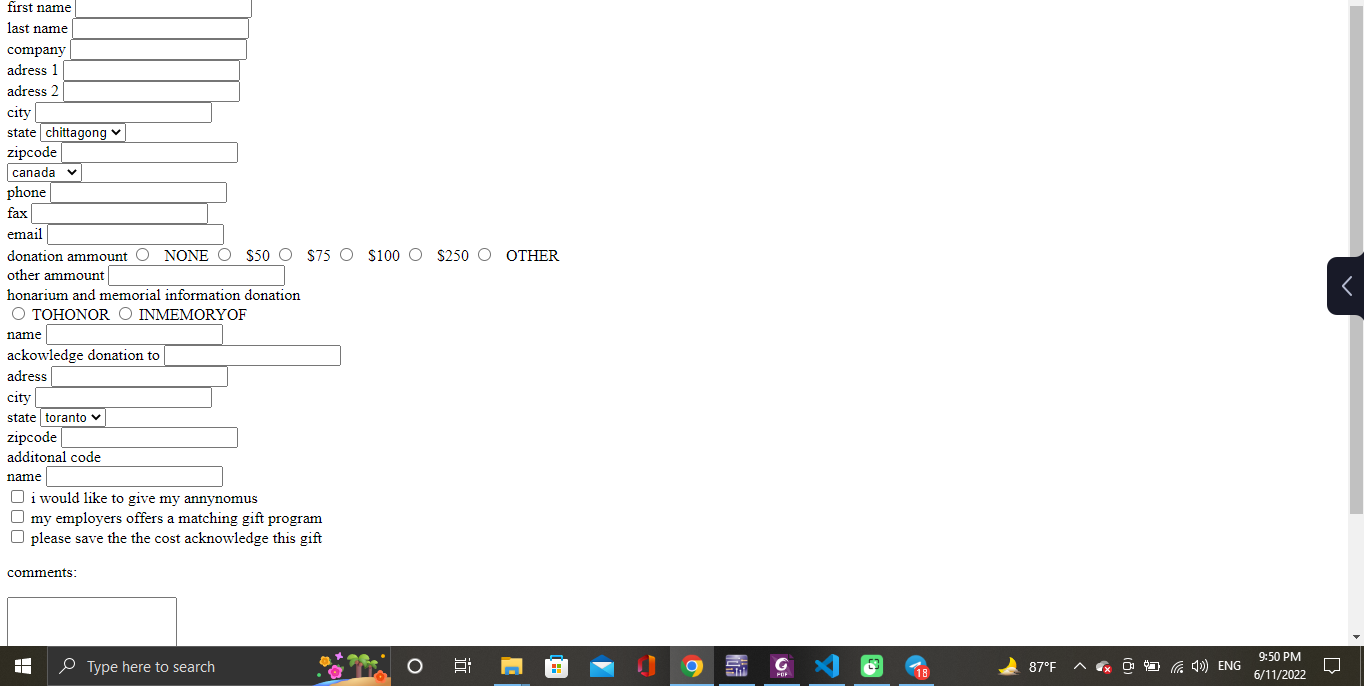 first name
last name
company
adress 1
adress 2
city
state chittagong
zipcode
canada
phone
fax
email
donation ammount NONE $50 $75 $100 $250 OTHER
other ammount
honarium and memorial information donation
TOHONOR INMEMORYOF
name
ackowledge donation to
adress
city
state toranto
zipcode
additonal code
name
i would like to give my annynomus
my employers offers a matching gift program
please save the the cost acknowledge this gift
comments:
Type here to search 18 87°F ENG 9:50 PM
6/11/2022